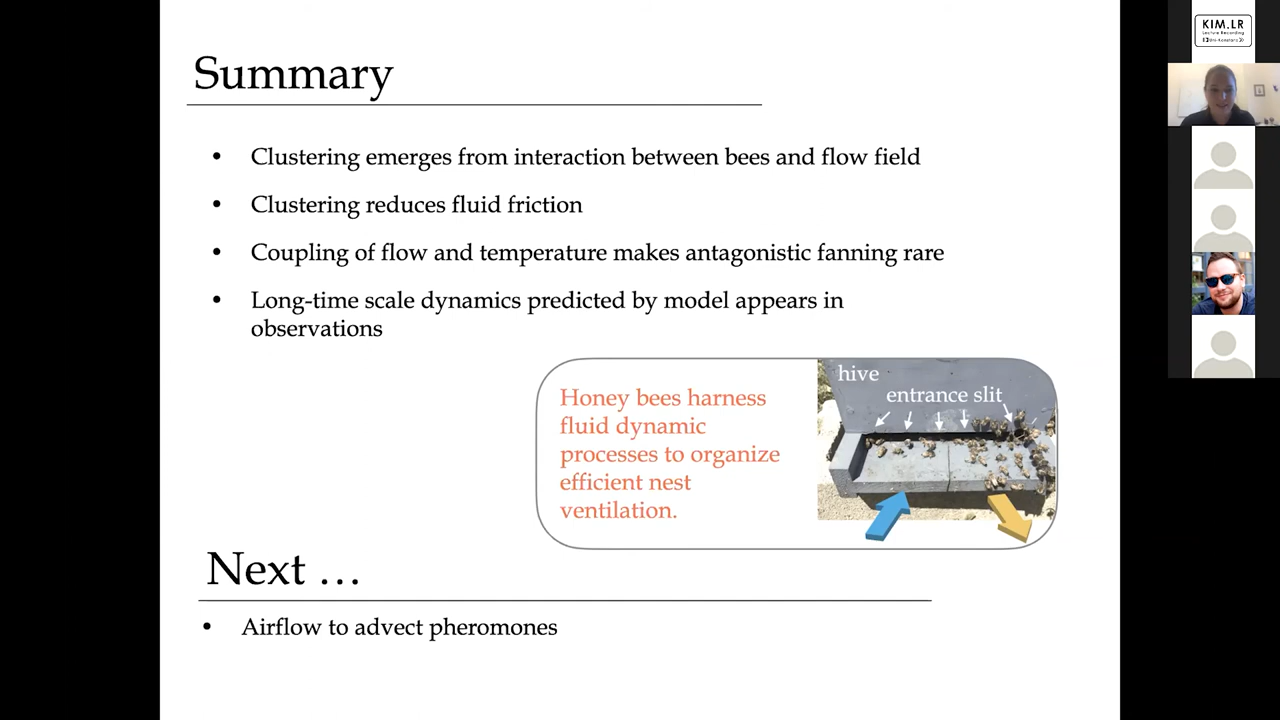 Summary
• Clustering emerges from interaction between bees and flow field
• Clustering reduces fluid friction
• Coupling of flow and temperature makes antagonistic fanning rare
• Long-time scale dynamics predicted by model appears in
observations
Honey bees harness
fluid dynamic
processes to organize
efficient nest
ventilation.
hive
entrance slit
Next …
• Airflow to advect pheromones
KIM.LR
Lecture Recording